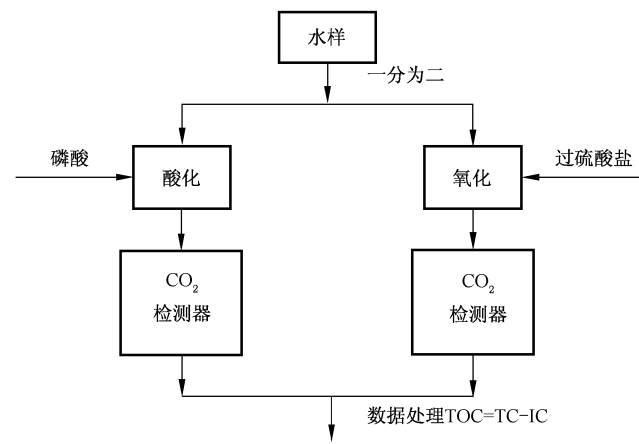 水样
一分为二
磷酸
酸化
氧化
过硫酸盐
CO₂
检测器
CO₂
检测器
数据处理TOC=TC-IC